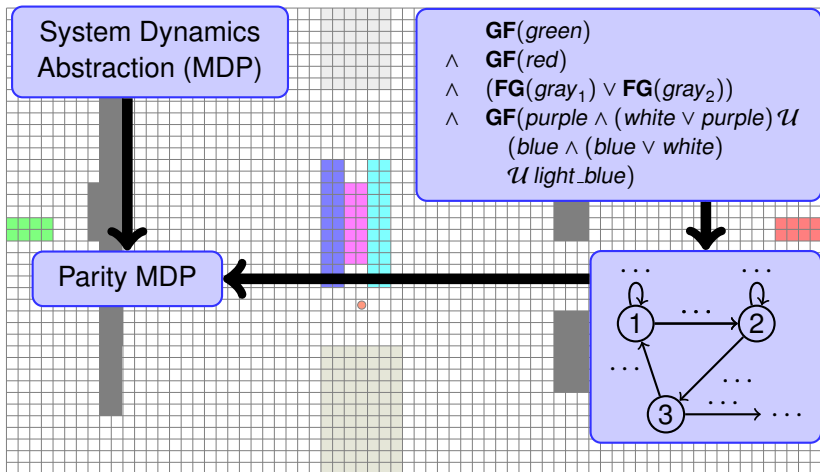 System Dynamics
Abstraction (MDP)
GF(green)
∧ GF(red)
∧ (FG(gray₁) ∨ FG(gray₂))
∧ GF(purple ∧ (white ∨ purple) 𝒰
(blue ∧ (blue ∨ white)
𝒰 light_blue)
Parity MDP
... ...
1 ... 2
... ...
3 ... ...